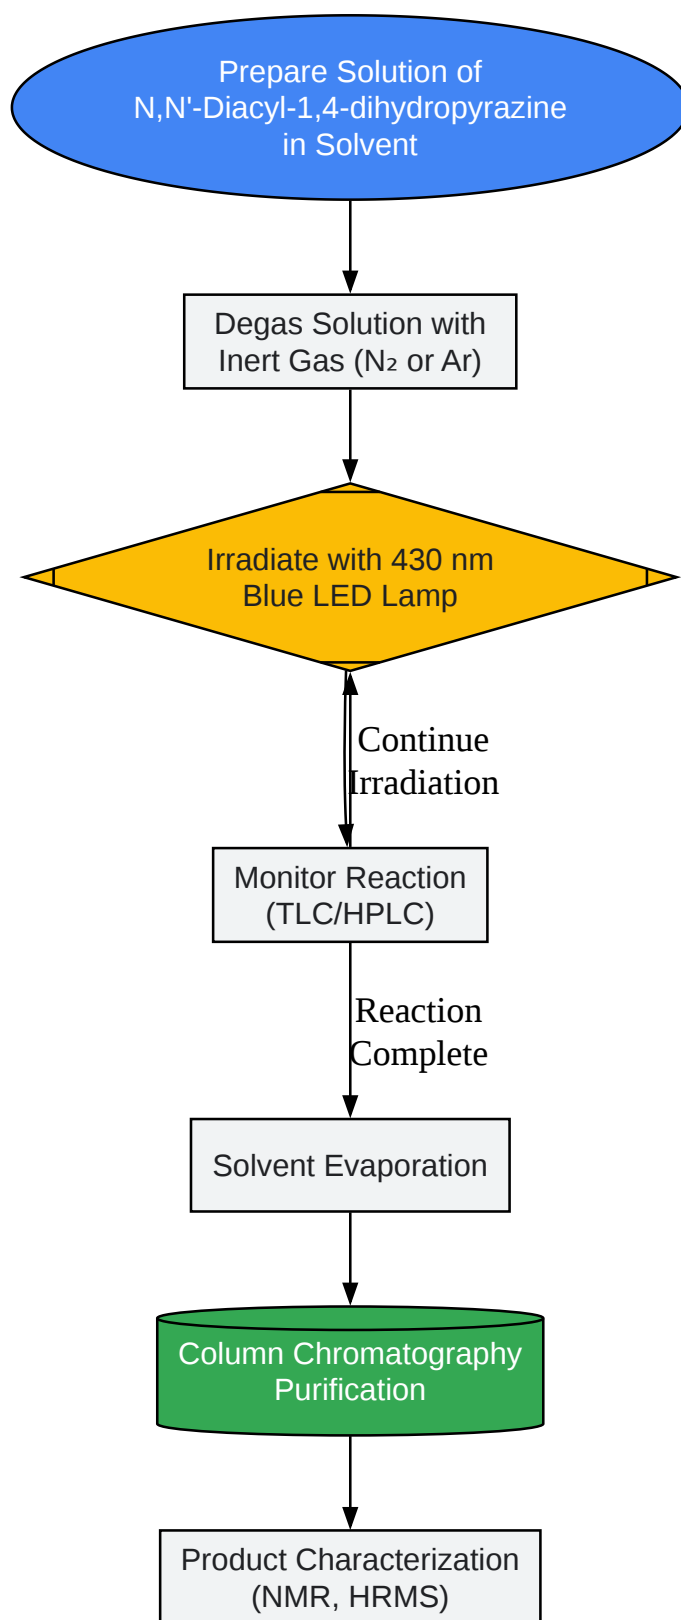 Prepare Solution of
N,N'-Diacyl-1,4-dihydropyrazine
in Solvent
Degas Solution with
Inert Gas (N₂ or Ar)
Irradiate with 430 nm
Blue LED Lamp
Continue
Irradiation
Monitor Reaction
(TLC/HPLC)
Reaction
Complete
Solvent Evaporation
Column Chromatography
Purification
Product Characterization
(NMR, HRMS)